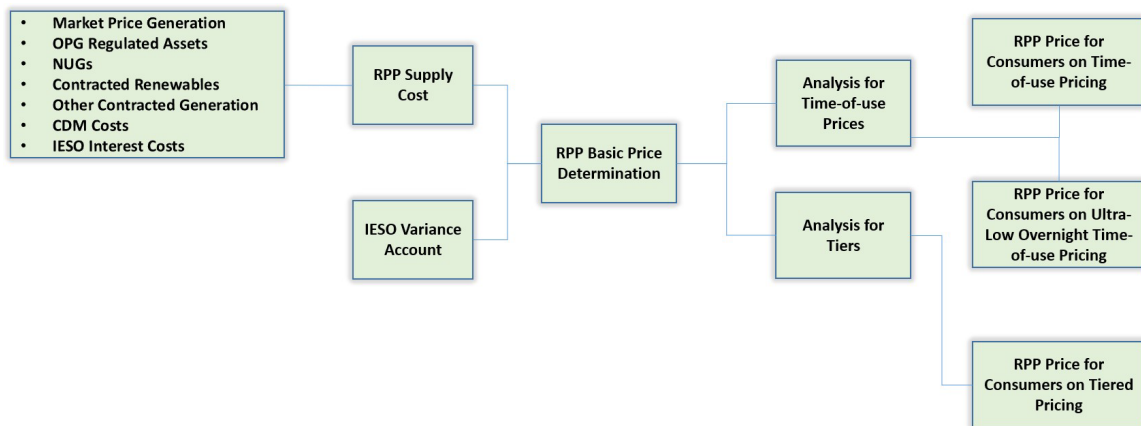 • Market Price Generation
• OPG Regulated Assets
• NUGs
• Contracted Renewables
• Other Contracted Generation
• CDM Costs
• IESO Interest Costs
RPP Supply
Cost
IESO Variance
Account
RPP Basic Price
Determination
Analysis for
Time-of-use
Prices
Analysis for
Tiers
RPP Price for
Consumers on Time-
of-use Pricing
RPP Price for
Consumers on Ultra-
Low Overnight Time-
of-use Pricing
RPP Price for
Consumers on Tiered
Pricing